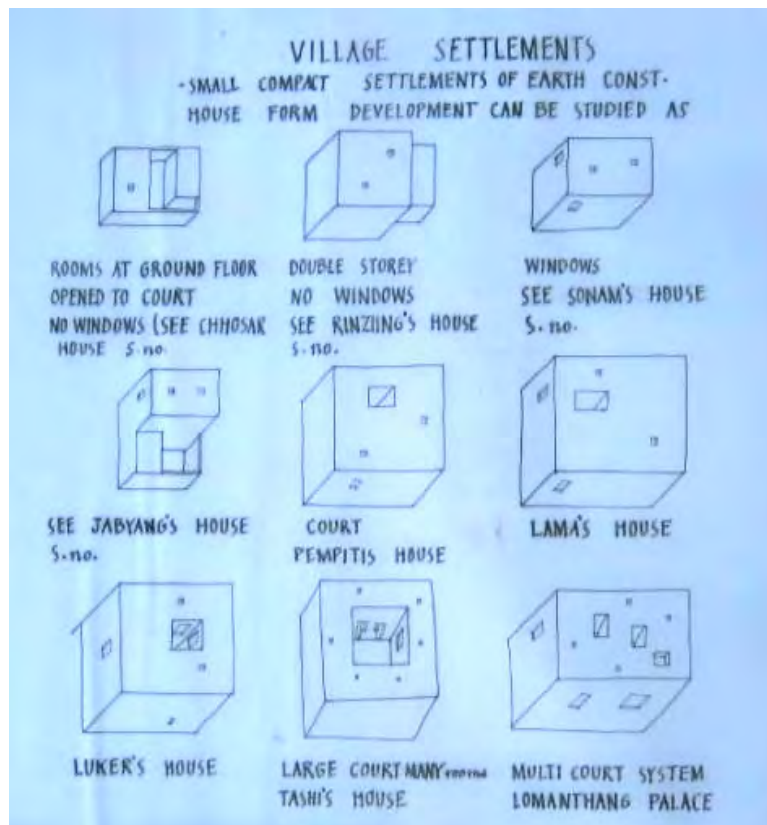 VILLAGE SETTLEMENTS
·SMALL COMPACT SETTLEMENTS OF EARTH CONST·
HOUSE FORM DEVELOPMENT CAN BE STUDIED AS
ROOMS AT GROUND FLOOR
OPENED TO COURT
NO WINDOWS (SEE CHHOSAR
HOUSE S.no.
DOUBLE STOREY
NO WINDOWS
SEE RINZIING'S HOUSE
S.no.
WINDOWS
SEE SONAM'S HOUSE
S.no.
SEE JABYANG'S HOUSE
S.no.
COURT
PEMPITIS HOUSE
LAMA'S HOUSE
LUKER'S HOUSE
LARGE COURT MANY rooms
TASHI'S HOUSE
MULTI COURT SYSTEM
LOMANTHANG PALACE